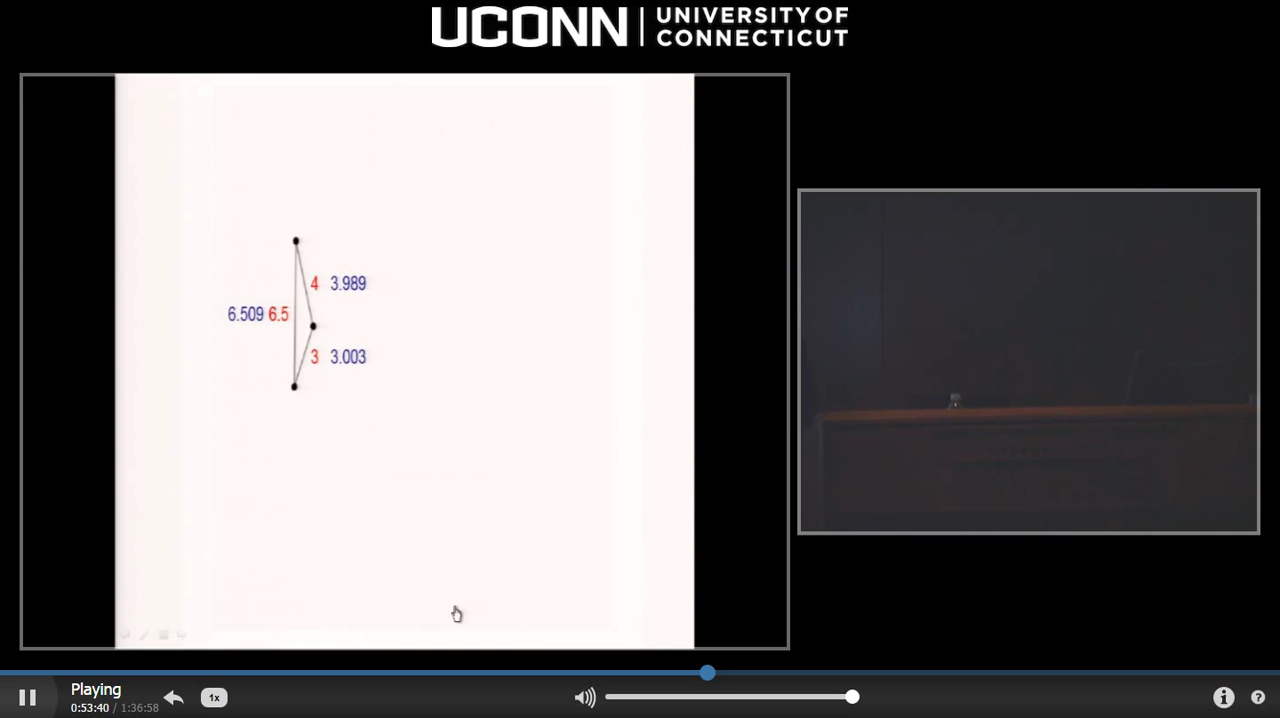 UCONN UNIVERSITY OF
CONNECTICUT
4 3.989
6.509 6.5
3 3.003
Playing
0:53:40 / 1:36:58
1x
i
?